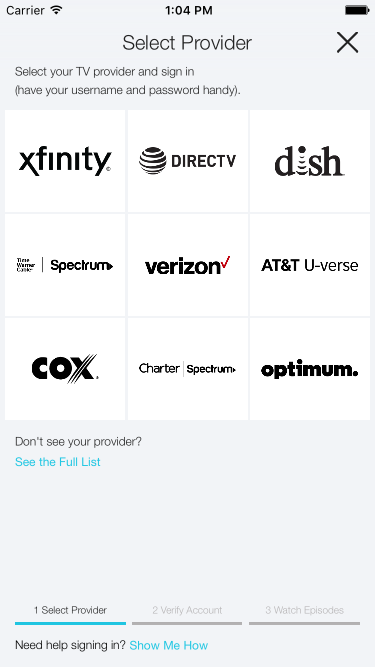 Carrier 1:04 PM
Select Provider
Select your TV provider and sign in
(have your username and password handy).
xfinity DIRECTV dish
Time Warner Cable | Spectrum verizon AT&T U-verse
COX Charter | Spectrum optimum.
Don't see your provider?
See the Full List
1 Select Provider 2 Verify Account 3 Watch Episodes
Need help signing in? Show Me How